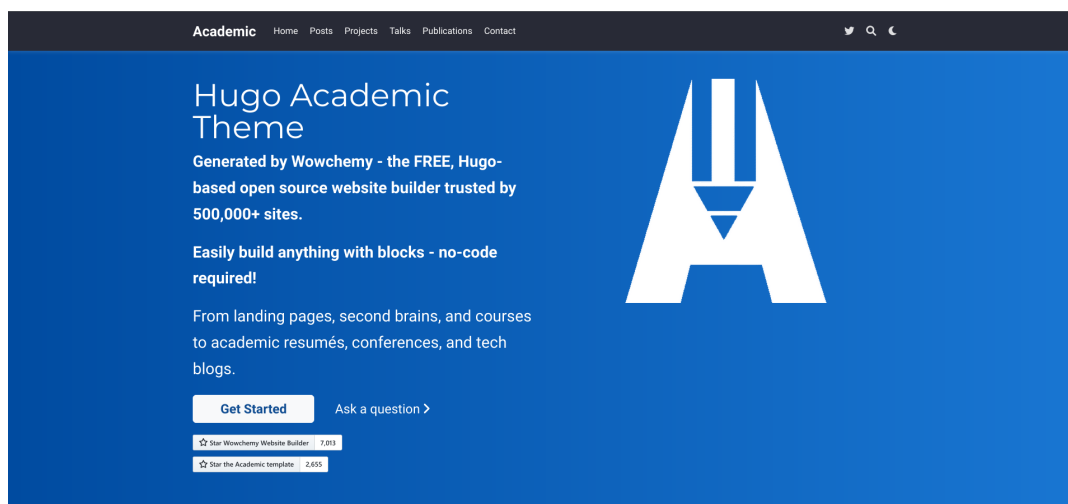 Academic Home Posts Projects Talks Publications Contact
Hugo Academic
Theme
Generated by Wowchemy - the FREE, Hugo-
based open source website builder trusted by
500,000+ sites.
Easily build anything with blocks - no-code
required!
From landing pages, second brains, and courses
to academic resumés, conferences, and tech
blogs.
Get Started Ask a question
Star Wowchemy Website Builder 7,013
Star the Academic template 2,655